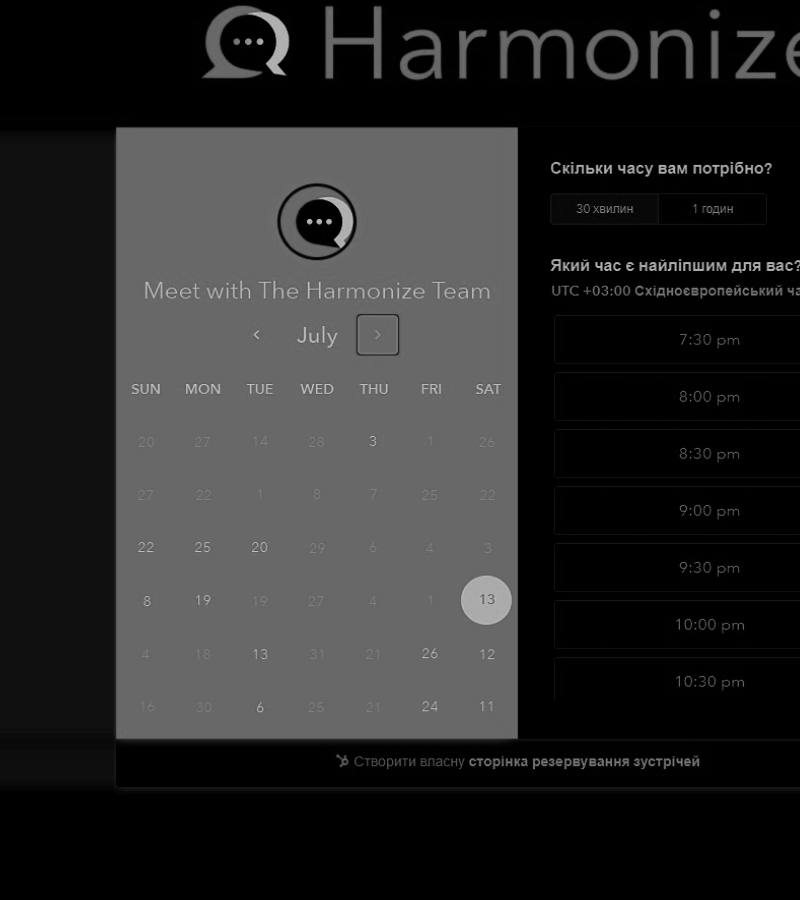 Harmonize
Meet with The Harmonize Team
July
SUN MON TUE WED THU FRI SAT
20 27 14 28 3 1 26
27 22 1 8 7 25 22
22 25 20 29 6 4 3
8 19 19 27 4 1 13
4 18 13 31 21 26 12
16 30 6 25 21 24 11
Скільки часу вам потрібно?
30 хвилин 1 годин
Який час є найліпшим для вас?
UTC +03:00 Східноєвропейський
7:30 pm
8:00 pm
8:30 pm
9:00 pm
9:30 pm
10:00 pm
10:30 pm
Створити власну сторінка резервування зустрічей